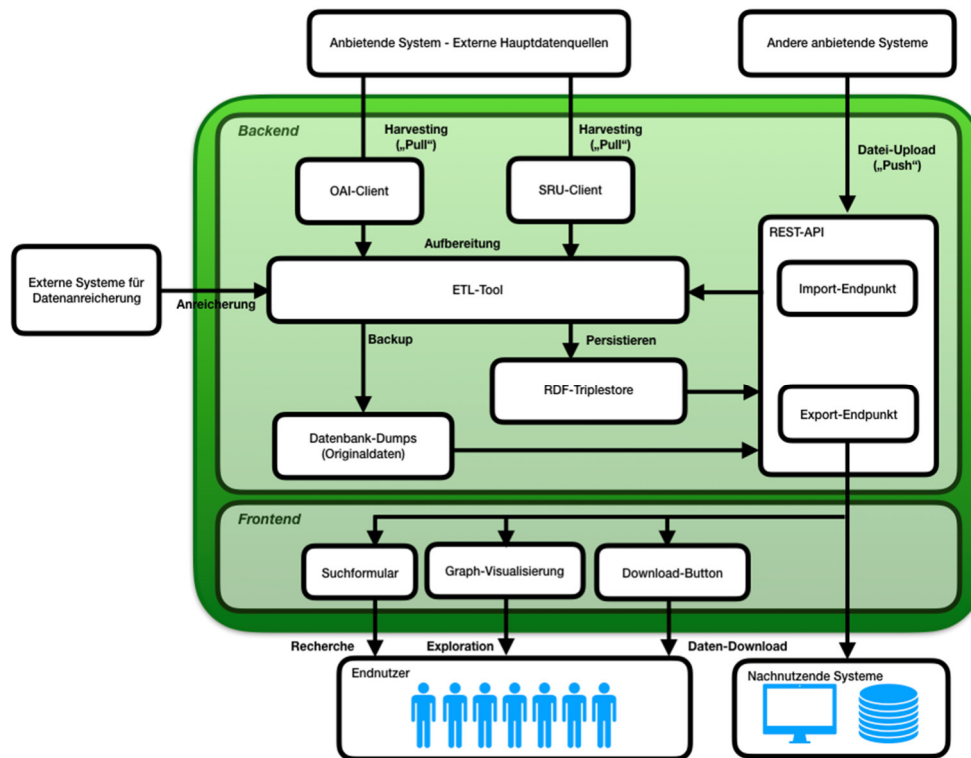 Anbietende System - Externe Hauptdatenquellen
Andere anbietende Systeme
Backend
Harvesting
(„Pull“)
Harvesting
(„Pull“)
Datei-Upload
(„Push“)
OAI-Client
SRU-Client
REST-API
Aufbereitung
Externe Systeme für
Datenanreicherung
Anreicherung
ETL-Tool
Import-Endpunkt
Backup
Persistieren
RDF-Triplestore
Export-Endpunkt
Datenbank-Dumps
(Originaldaten)
Frontend
Suchformular
Graph-Visualisierung
Download-Button
Recherche
Exploration
Daten-Download
Endnutzer
Nachnutzende Systeme